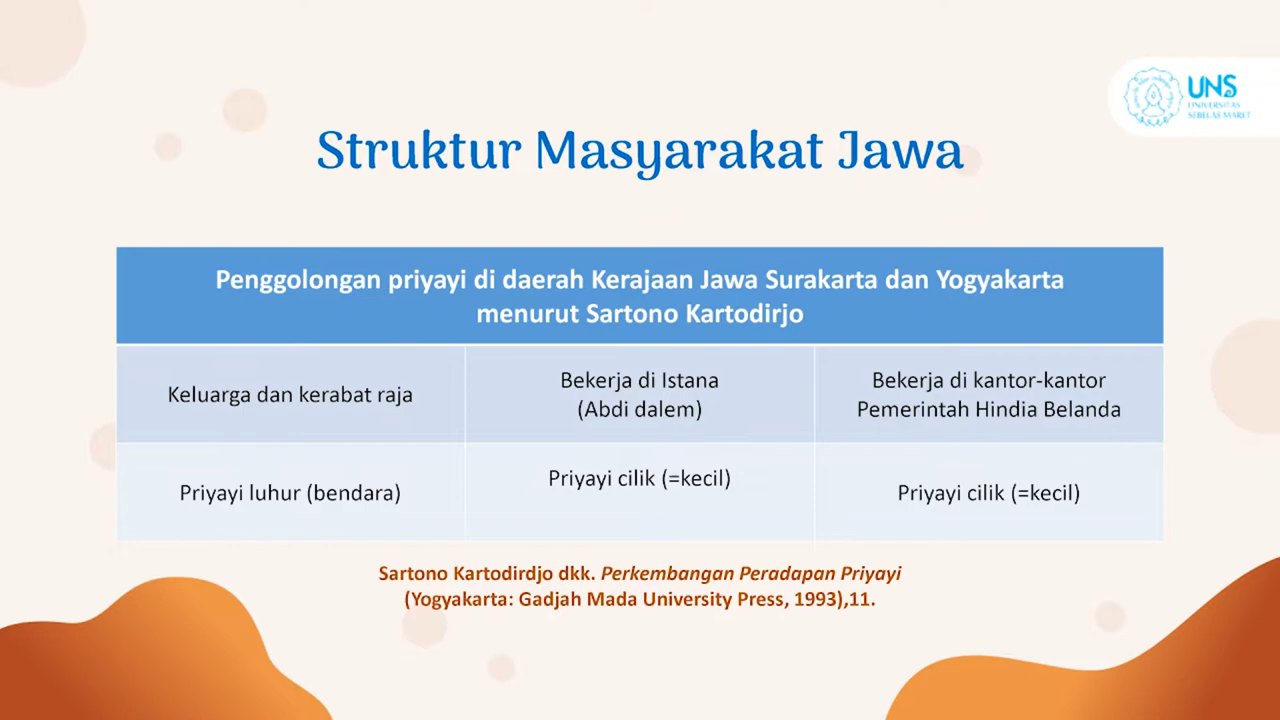 UNS
UNIVERSITAS
SEBELAS MARET
Struktur Masyarakat Jawa
Penggolongan priyayi di daerah Kerajaan Jawa Surakarta dan Yogyakarta
menurut Sartono Kartodirjo
Keluarga dan kerabat raja
Bekerja di Istana
(Abdi dalem)
Bekerja di kantor-kantor
Pemerintah Hindia Belanda
Priyayi luhur (bendara)
Priyayi cilik (=kecil)
Priyayi cilik (=kecil)
Sartono Kartodirdjo dkk. Perkembangan Peradapan Priyayi
(Yogyakarta: Gadjah Mada University Press, 1993),11.